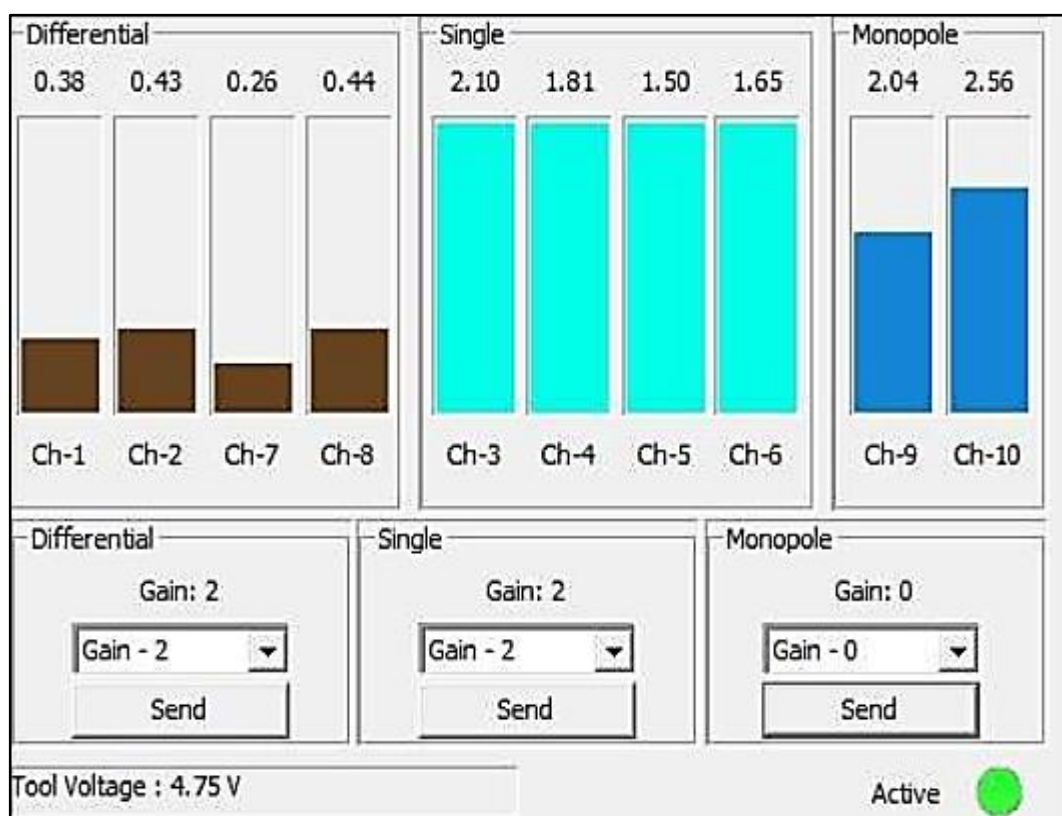 Differential
0.38 0.43 0.26 0.44
Ch-1 Ch-2 Ch-7 Ch-8
Single
2.10 1.81 1.50 1.65
Ch-3 Ch-4 Ch-5 Ch-6
Monopole
2.04 2.56
Ch-9 Ch-10
Differential
Gain: 2
Gain - 2
Send
Single
Gain: 2
Gain - 2
Send
Monopole
Gain: 0
Gain - 0
Send
Tool Voltage : 4.75 V
Active